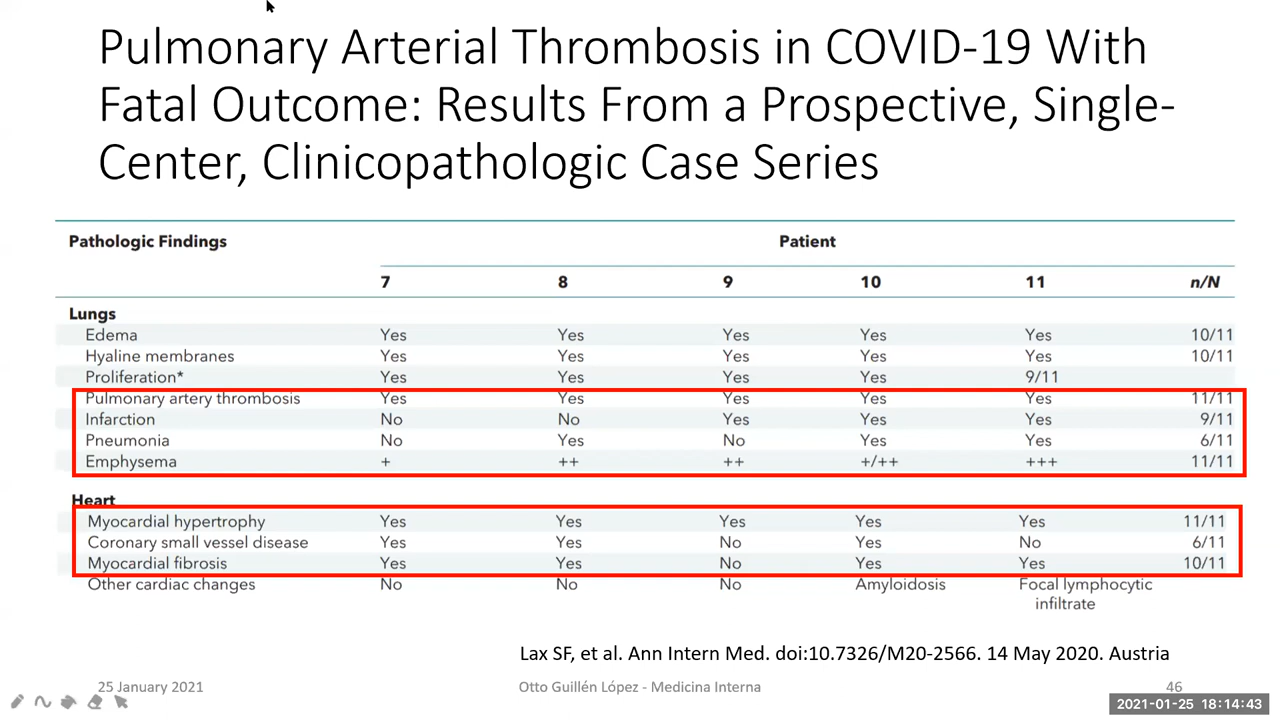 Pulmonary Arterial Thrombosis in COVID-19 With
Fatal Outcome: Results From a Prospective, Single-
Center, Clinicopathologic Case Series
Pathologic Findings Patient
7 8 9 10 11 n/N
Lungs
Edema Yes Yes Yes Yes Yes 10/11
Hyaline membranes Yes Yes Yes Yes Yes 10/11
Proliferation* Yes Yes Yes Yes 9/11
Pulmonary artery thrombosis Yes Yes Yes Yes Yes 11/11
Infarction No No Yes Yes Yes 9/11
Pneumonia No Yes No Yes Yes 6/11
Emphysema + ++ ++ +/++ +++ 11/11
Heart
Myocardial hypertrophy Yes Yes Yes Yes Yes 11/11
Coronary small vessel disease Yes Yes No Yes No 6/11
Myocardial fibrosis Yes Yes No Yes Yes 10/11
Other cardiac changes No No No Amyloidosis Focal lymphocytic
infiltrate
Lax SF, et al. Ann Intern Med. doi:10.7326/M20-2566. 14 May 2020. Austria
25 January 2021 Otto Guillén López - Medicina Interna 46
2021-01-25 18:14:43